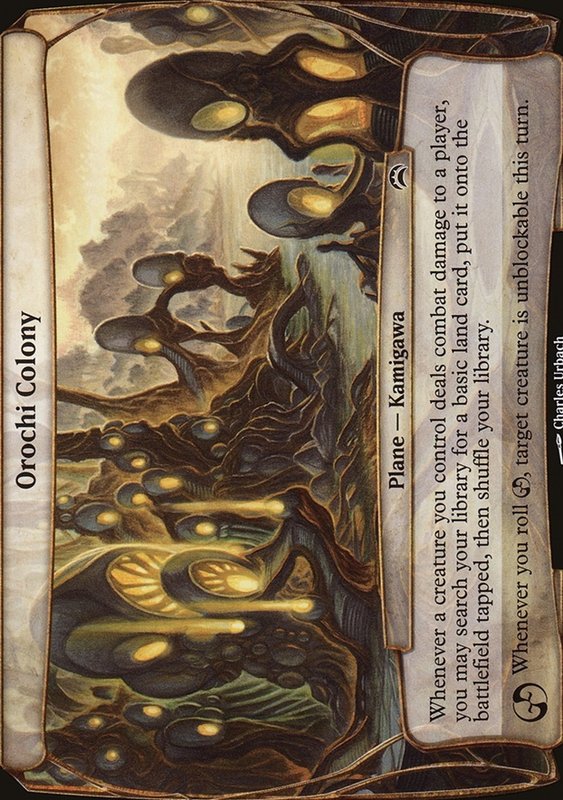 Orochi Colony
Plane — Kamigawa
Whenever a creature you control deals combat damage to a player,
you may search your library for a basic land card, put it onto the
battlefield tapped, then shuffle your library.
Whenever you roll , target creature is unblockable this turn.
Charles Urbach